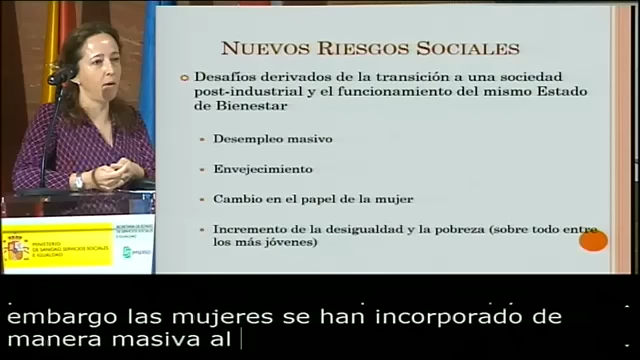 NUEVOS RIESGOS SOCIALES
Desafíos derivados de la transición a una sociedad
post-industrial y el funcionamiento del mismo Estado
de Bienestar
Desempleo masivo
Envejecimiento
Cambio en el papel de la mujer
Incremento de la desigualdad y la pobreza (sobre todo entre
los más jóvenes)
MINISTERIO
DE SANIDAD, SERVICIOS SOCIALES
E IGUALDAD
embargo las mujeres se han incorporado de
manera masiva al